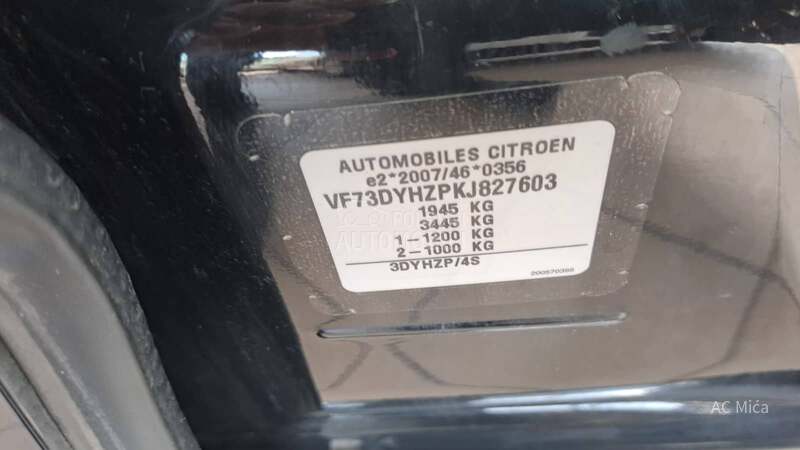 AUTOMOBILES CITROEN
e2*2007/46*0356
VF73DYHZPKJ827603
1945 KG
3445 KG
1-1200 KG
2-1000 KG
3DYHZP/4S
AC Mića